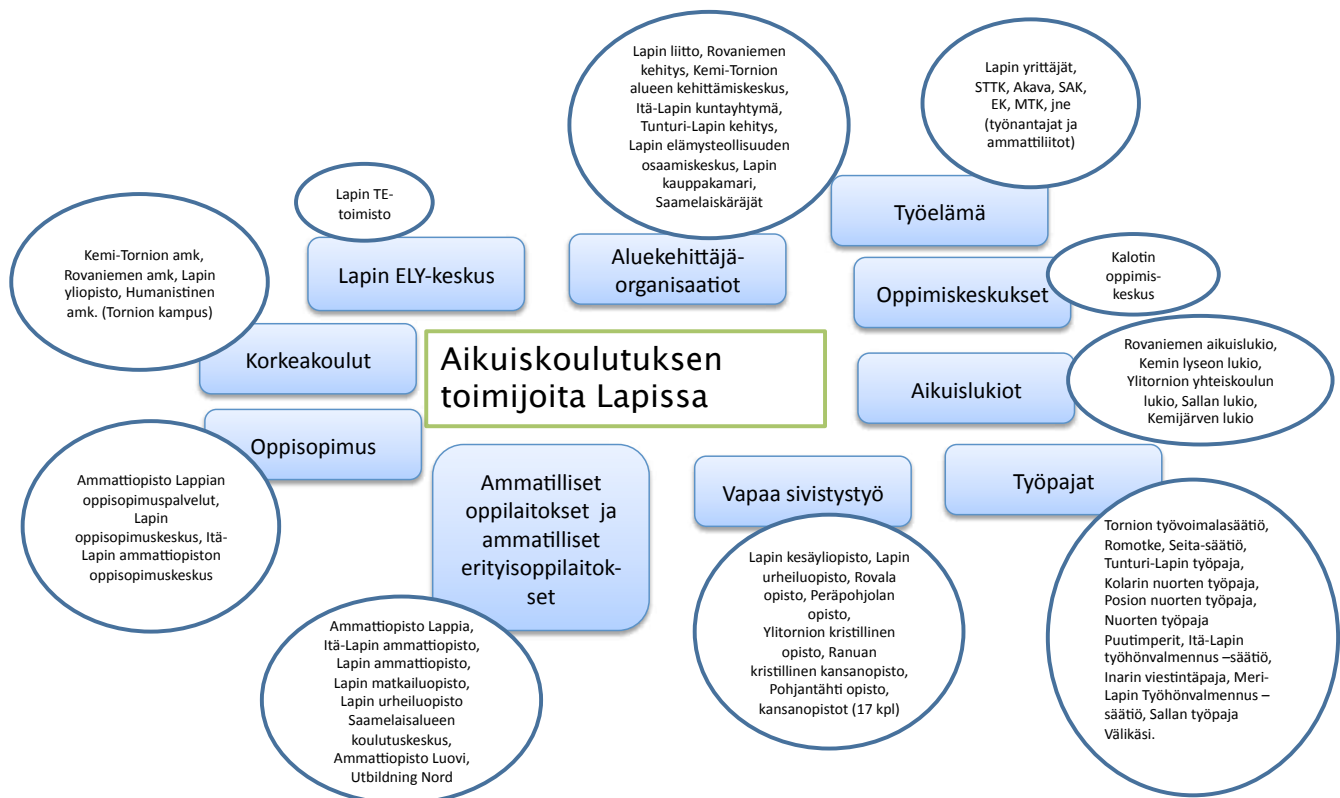 Lapin liitto, Rovaniemen
kehitys, Kemi-Tornion
alueen kehittämiskeskus,
Itä-Lapin kuntayhtymä,
Tunturi-Lapin kehitys,
Lapin elämysteollisuuden
osaamiskeskus, Lapin
kauppakamari,
Saamelaiskäräjät
Aluekehittäjä-
organisaatiot
Lapin yrittäjät,
STTK, Akava, SAK,
EK, MTK, jne
(työnantajat ja
ammattiliitot)
Työelämä
Lapin TE-
toimisto
Lapin ELY-keskus
Kemi-Tornion amk,
Rovaniemen amk, Lapin
yliopisto, Humanistinen
amk. (Tornion kampus)
Korkeakoulut
Kalotin
oppimis-
keskus
Oppimiskeskukset
Aikuiskoulutuksen
toimijoita Lapissa
Rovaniemen aikuislukio,
Kemin lyseon lukio,
Ylitornion yhteiskoulun
lukio, Sallan lukio,
Kemijärven lukio
Aikuislukiot
Oppisopimus
Ammattiopisto Lappian
oppisopimuspalvelut,
Lapin
oppisopimuskeskus, Itä-
Lapin ammattiopiston
oppisopimuskeskus
Ammatilliset
oppilaitokset ja
ammatilliset
erityisoppilaitok-
set
Ammattiopisto Lappia,
Itä-Lapin ammattiopisto,
Lapin ammattiopisto,
Lapin matkailuopisto,
Lapin urheiluopisto
Saamelaisalueen
koulutuskeskus,
Ammattiopisto Luovi,
Utbildning Nord
Vapaa sivistystyö
Lapin kesäyliopisto, Lapin
urheiluopisto, Rovala
opisto, Peräpohjolan
opisto,
Ylitornion kristillinen
opisto, Ranuan
kristillinen kansanopisto,
Pohjantähti opisto,
kansanopistot (17 kpl)
Työpajat
Tornion työvoimalasäätiö,
Romotke, Seita-säätiö,
Tunturi-Lapin työpaja,
Kolarin nuorten työpaja,
Posion nuorten työpaja,
Nuorten työpaja
Puutimperit, Itä-Lapin
työhönvalmennus –säätiö,
Inarin viestintäpaja, Meri-
Lapin Työhönvalmennus –
säätiö, Sallan työpaja
Välikäsi.